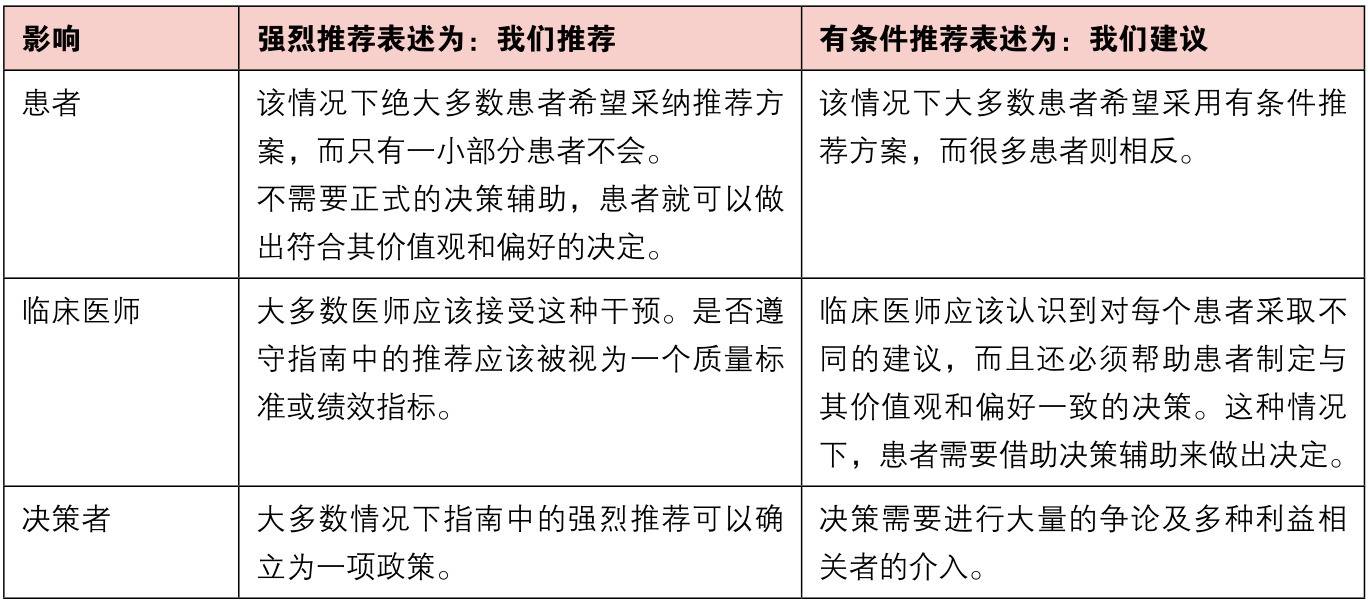 影响
强烈推荐表述为：我们推荐
有条件推荐表述为：我们建议
患者
该情况下绝大多数患者希望采纳推荐方
案，而只有一小部分患者不会。
不需要正式的决策辅助，患者就可以做
出符合其价值观和偏好的决定。
该情况下大多数患者希望采用有条件推
荐方案，而很多患者则相反。
临床医师
大多数医师应该接受这种干预。是否遵
守指南中的推荐应该被视为一个质量标
准或绩效指标。
临床医师应该认识到对每个患者采取不
同的建议，而且还必须帮助患者制定与
其价值观和偏好一致的决策。这种情况
下，患者需要借助决策辅助来做出决定。
决策者
大多数情况下指南中的强烈推荐可以确
立为一项政策。
决策需要进行大量的争论及多种利益相
关者的介入。